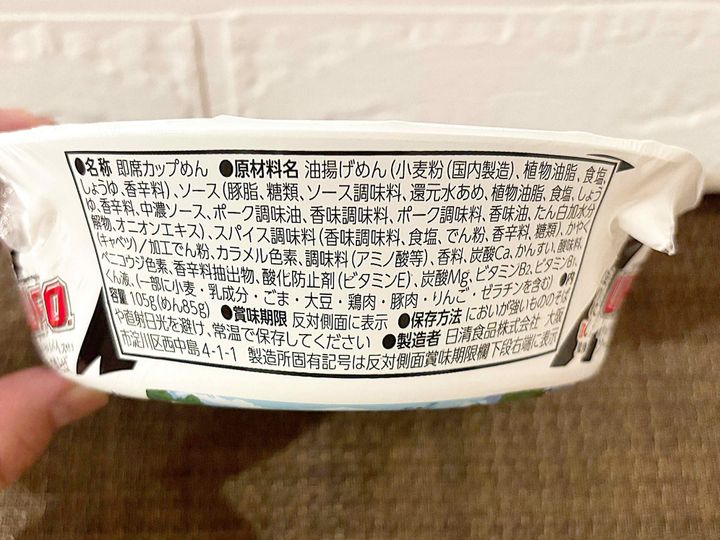 ●名称 即席カップめん ●原材料名 油揚げめん(小麦粉(国内製造)、植物油脂、食塩、
しょうゆ、香辛料)、ソース(豚脂、糖類、ソース調味料、還元水あめ、植物油脂、食塩、しょう
ゆ、香辛料、中濃ソース、ポーク調味油、香味調味料、ポーク調味料、香味油、たん白加水分
解物、オニオンエキス)、スパイス調味料(香味調味料、食塩、でん粉、香辛料、糖類)、かやく
(キャベツ)/加工でん粉、カラメル色素、調味料(アミノ酸等)、香料、炭酸Ca、かんすい、酸味料、
ベニコウジ色素、香辛料抽出物、酸化防止剤(ビタミンE)、炭酸Mg、ビタミンB2、ビタミンB1、
くん液、(一部に小麦・乳成分・ごま・大豆・鶏肉・豚肉・りんご・ゼラチンを含む) ●内
容量 105g(めん85g) ●賞味期限 反対側面に表示 ●保存方法 においが強いもののそば
や直射日光を避け、常温で保存してください ●製造者 日清食品株式会社 大阪
市淀川区西中島4-1-1 製造所固有記号は反対側面賞味期限欄下段右端に表示